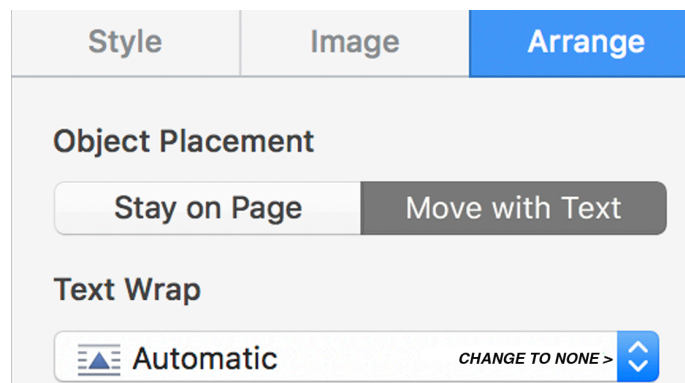 Style Image Arrange
Object Placement
Stay on Page Move with Text
Text Wrap
Automatic CHANGE TO NONE >